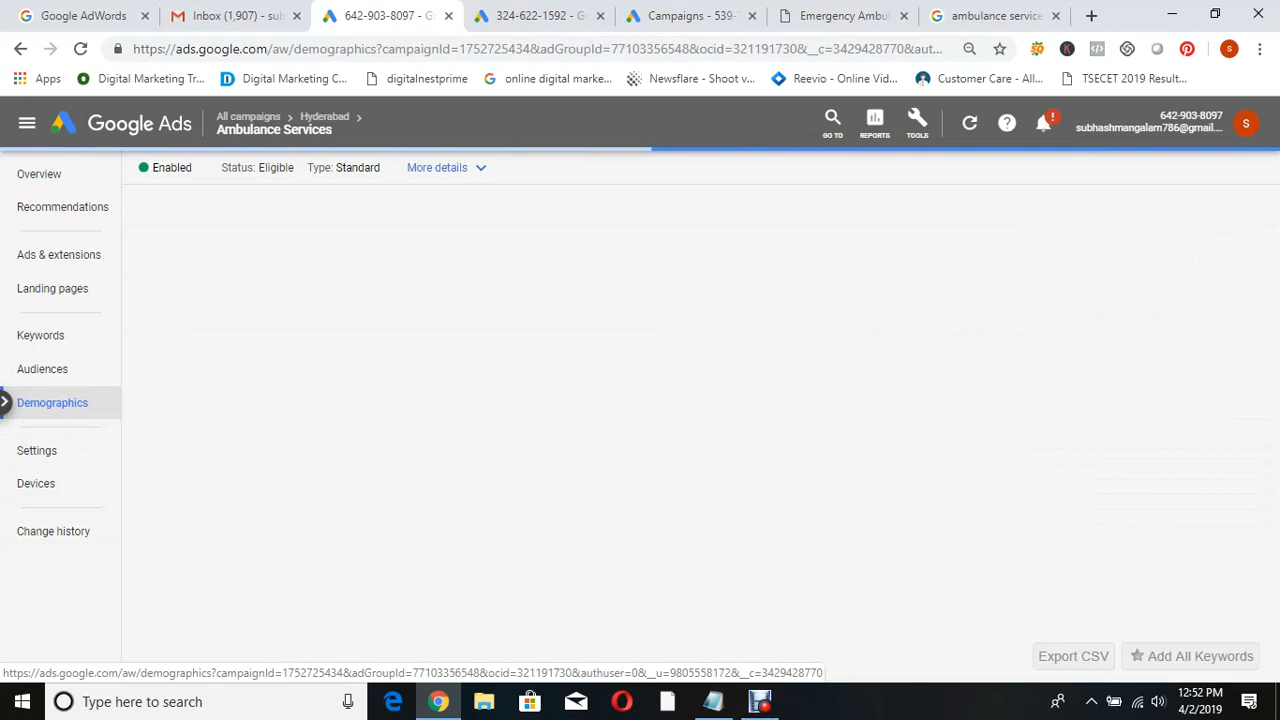 Google AdWords
Inbox (1,907) - sub
642-903-8097 - Go
324-622-1592 - Go
Campaigns - 539-7
Emergency Ambul
ambulance service
https://ads.google.com/aw/demographics?campaignId=1752725434&adGroupId=77103356548&ocid=321191730&__c=3429428770&aut...
Apps
Digital Marketing Tr...
Digital Marketing C...
digitalnestprime
online digital marke...
Newsflare - Shoot v...
Reevio - Online Vid...
Customer Care - All...
TSECET 2019 Result...
Google Ads
All campaigns > Hyderabad >
Ambulance Services
GO TO
REPORTS
TOOLS
642-903-8097
subhashmangalam786@gmail....
S
Enabled
Status: Eligible
Type: Standard
More details
Overview
Recommendations
Ads & extensions
Landing pages
Keywords
Audiences
Demographics
Settings
Devices
Change history
Export CSV
Add All Keywords
https://ads.google.com/aw/demographics?campaignId=1752725434&adGroupId=77103356548&ocid=321191730&authuser=0&__u=9805558172&__c=3429428770
Type here to search
12:52 PM
4/2/2019